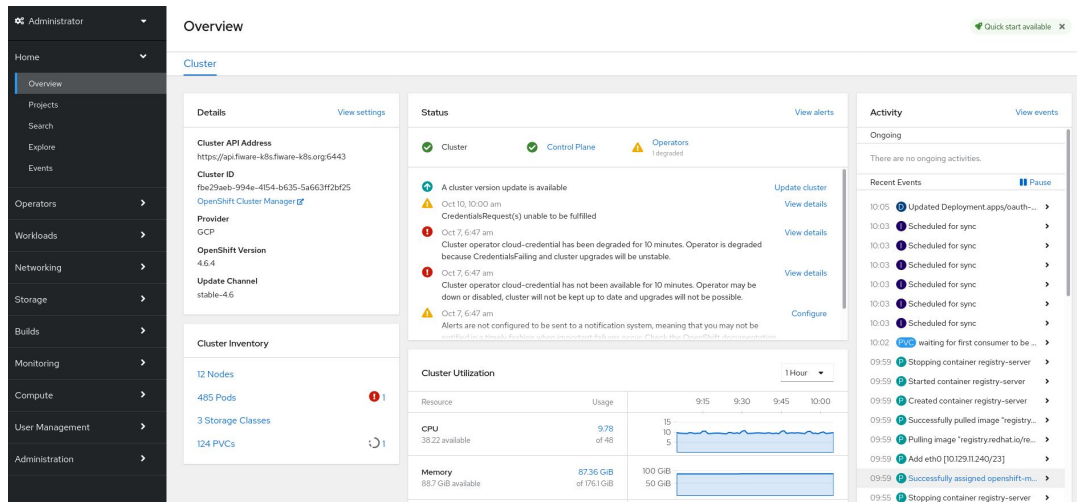 Administrator
Home
Overview
Projects
Search
Explore
Events
Operators
Workloads
Networking
Storage
Builds
Monitoring
Compute
User Management
Administration
Overview
Quick start available
Cluster
Details
View settings
Cluster API Address
https://api.fiware-k8s.fiware-k8s.org:6443
Cluster ID
fbe29aeb-994e-4154-b635-5a663ff2bf25
OpenShift Cluster Manager
Provider
GCP
OpenShift Version
4.6.4
Update Channel
stable-4.6
Cluster Inventory
12 Nodes
485 Pods 1
3 Storage Classes
124 PVCs 1
Status
View alerts
Cluster
Control Plane
Operators
1 degraded
A cluster version update is available Update cluster
Oct 10, 10:00 am View details
CredentialsRequest(s) unable to be fulfilled
Oct 7, 6:47 am View details
Cluster operator cloud-credential has been degraded for 10 minutes. Operator is degraded
because CredentialsFailing and cluster upgrades will be unstable.
Oct 7, 6:47 am View details
Cluster operator cloud-credential has not been available for 10 minutes. Operator may be
down or disabled, cluster will not be kept up to date and upgrades will not be possible.
Oct 7, 6:47 am Configure
Alerts are not configured to be sent to a notification system, meaning that you may not be
notified in a timely fashion when important failures occur. Check the OpenShift documentation
Cluster Utilization
1 Hour
Resource Usage 9:15 9:30 9:45 10:00
CPU 9.78
38.22 available of 48
15
10
5
Memory 87.36 GiB
88.7 GiB available of 176.1 GiB
100 GiB
50 GiB
Activity
View events
Ongoing
There are no ongoing activities.
Recent Events Pause
10:05 D Updated Deployment.apps/oauth-...
10:03 I Scheduled for sync
10:03 I Scheduled for sync
10:03 I Scheduled for sync
10:03 I Scheduled for sync
10:03 I Scheduled for sync
10:03 I Scheduled for sync
10:02 PVC waiting for first consumer to be ...
09:59 P Stopping container registry-server
09:59 P Started container registry-server
09:59 P Created container registry-server
09:59 P Successfully pulled image "registry...
09:59 P Pulling image "registry.redhat.io/re...
09:59 P Add eth0 [10.129.11.240/23]
09:59 P Successfully assigned openshift-m...
09:55 P Stopping container registry-server